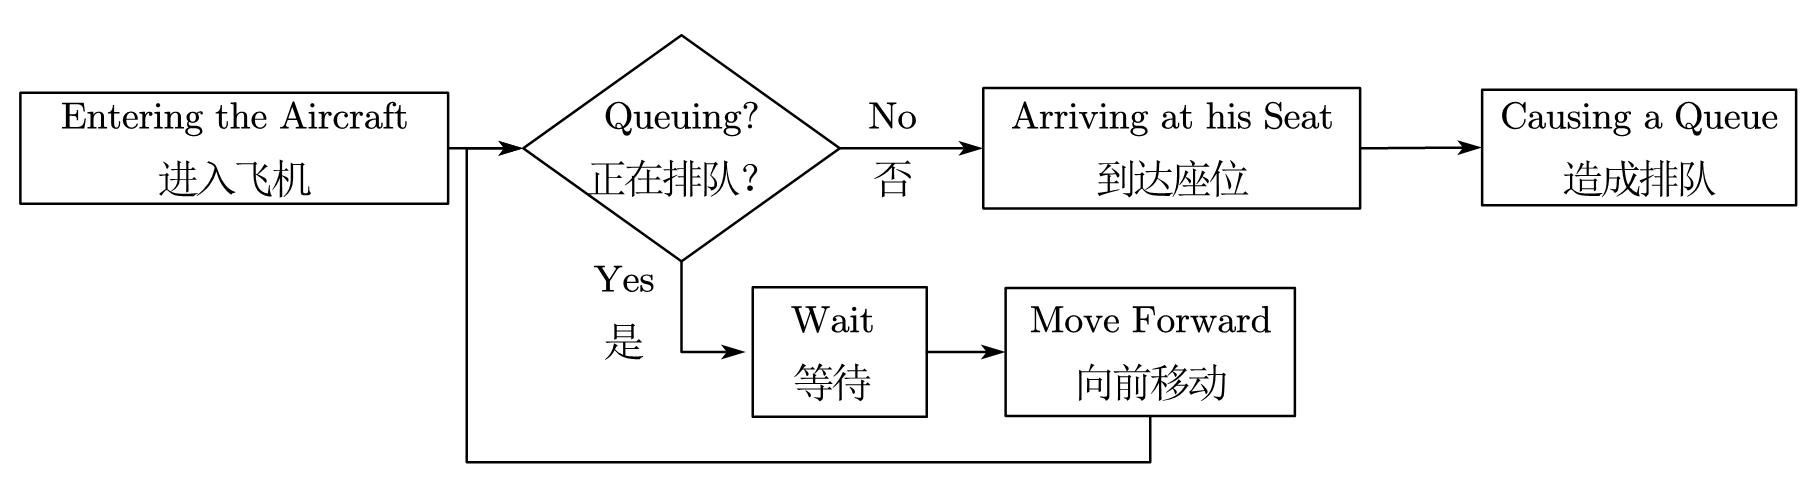 Entering the Aircraft
进入飞机
Queuing?
正在排队？
No
否
Arriving at his Seat
到达座位
Causing a Queue
造成排队
Yes
是
Wait
等待
Move Forward
向前移动